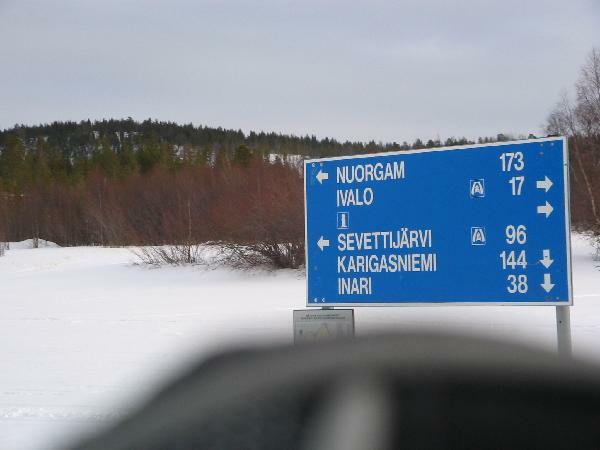 NUORGAM 173
IVALO 17
i
SEVETTIJÄRVI 96
KARIGASNIEMI 144
INARI 38